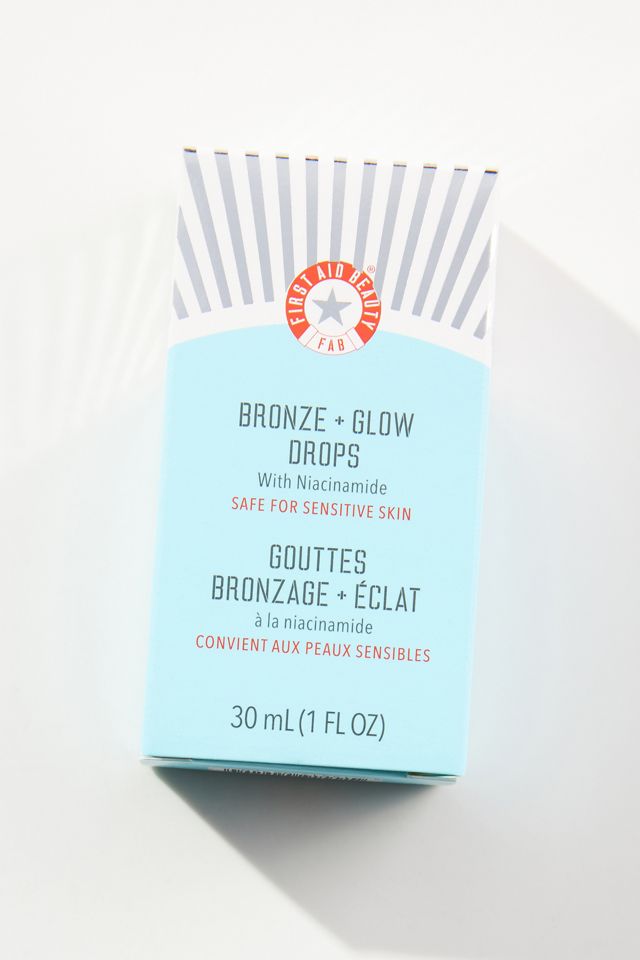 FIRST AID BEAUTY®
FAB
BRONZE + GLOW
DROPS
With Niacinamide
SAFE FOR SENSITIVE SKIN
GOUTTES
BRONZAGE + ÉCLAT
à la niacinamide
CONVIENT AUX PEAUX SENSIBLES
30 mL (1 FL OZ)